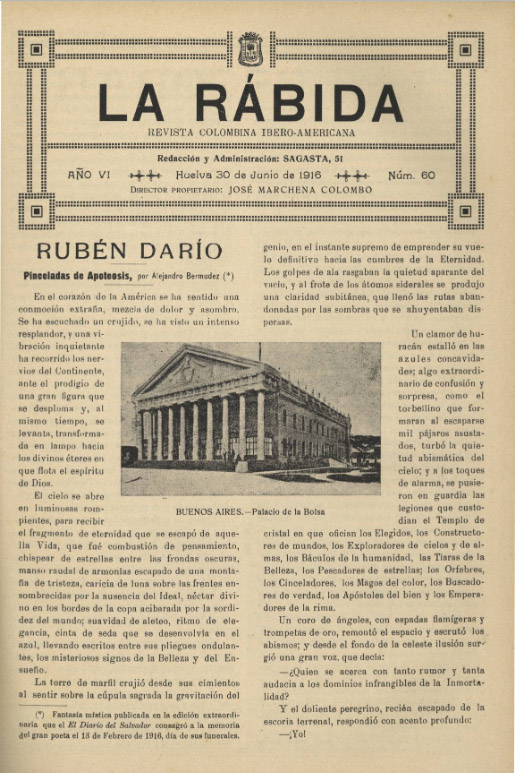 LA RÁBIDA
REVISTA COLOMBINA IBERO-AMERICANA
Redacción y Administración: SAGASTA, 51
AÑO VI Huelva 30 de Junio de 1916 Núm. 60
DIRECTOR PROPIETARIO: JOSÉ MARCHENA COLOMBO
RUBÉN DARÍO
Pinceladas de Apoteosis, por Alejandro Bermudez (*)
En el corazón de la América se ha sentido una
conmoción extraña, mezcla de dolor y asombro.
Se ha escuchado un crujido, se ha visto un intenso
resplandor, y una vi-
bración inquietante
ha recorrido los ner-
vios del Continente,
ante el prodigio de
una gran figura que
se desploma y, al
mismo tiempo, se
levanta, transforma-
da en lampo hacia
los divinos éteres en
que flota el espíritu
de Dios.
El cielo se abre
en luminosas rom-
pientes, para recibir
el fragmento de eternidad que se escapó de aque-
lla Vida, que fué combustión de pensamiento,
chispear de estrellas entre las frondas oscuras,
manso raudal de armonías escapado de una monta-
ña de tristeza, caricia de luna sobre las frentes en-
sombrecidas por la ausencia del Ideal, néctar divi-
no en los bordes de la copa acibarada por la sordi-
dez del mundo; suavidad de aleteo, ritmo de ele-
gancia, cinta de seda que se desenvolvía en el
azul, llevando escritos entre sus pliegues ondulan-
tes, los misteriosos signos de la Belleza y del En-
sueño.
La torre de marfil crujió desde sus cimientos
al sentir sobre la cúpula sagrada la gravitación del
(*) Fantasía mística publicada en la edición extraordi-
naria que el El Diario del Salvador consagró a la memoria
del gran poeta el 13 de Febrero de 1916, día de sus funerales.
genio, en el instante supremo de emprender su vue-
lo definitivo hacia las cumbres de la Eternidad.
Los golpes de ala rasgaban la quietud aparante del
vacío, y al frote de los átomos siderales se produjo
una claridad subitánea, que llenó las rutas aban-
donadas por las sombras que se ahuyentaban dis-
persas.
Un clamor de hu-
racán estalló en las
azules concavida-
des; algo extraordi-
nario de confusión y
sorpresa, como el
torbellino que for-
maran al escaparse
mil pájaros asusta-
dos, turbó la quie-
tud abismática del
cielo; y a los toques
de alarma, se pusie-
ron en guardia las
legiones que custo-
dian el Templo de
cristal en que ofician los Elegidos, los Constructo-
res de mundos, los Exploradores de cielos y de al-
mas, los Báculos de la humanidad, las Tiaras de la
Belleza, los Pescadores de estrellas; los Orfebres,
los Cinceladores, los Magos del color, los Buscado-
res de verdad, los Apóstoles del bien y los Empera-
dores de la rima.
Un coro de ángeles, con espadas flamígeras y
trompetas de oro, remontó el espacio y escrutó los
abismos; y desde el fondo de la celeste ilusión sur-
gió una gran voz, que decía:
—¿Quien se acerca con tanto rumor y tanta
audacia a los dominios infrangibles de la Inmorta-
lidad?
Y el doliente peregrino, recién escapado de la
escoria terrenal, respondió con acento profundo:
—¡Yo!
BUENOS AIRES.—Palacio de la Bolsa